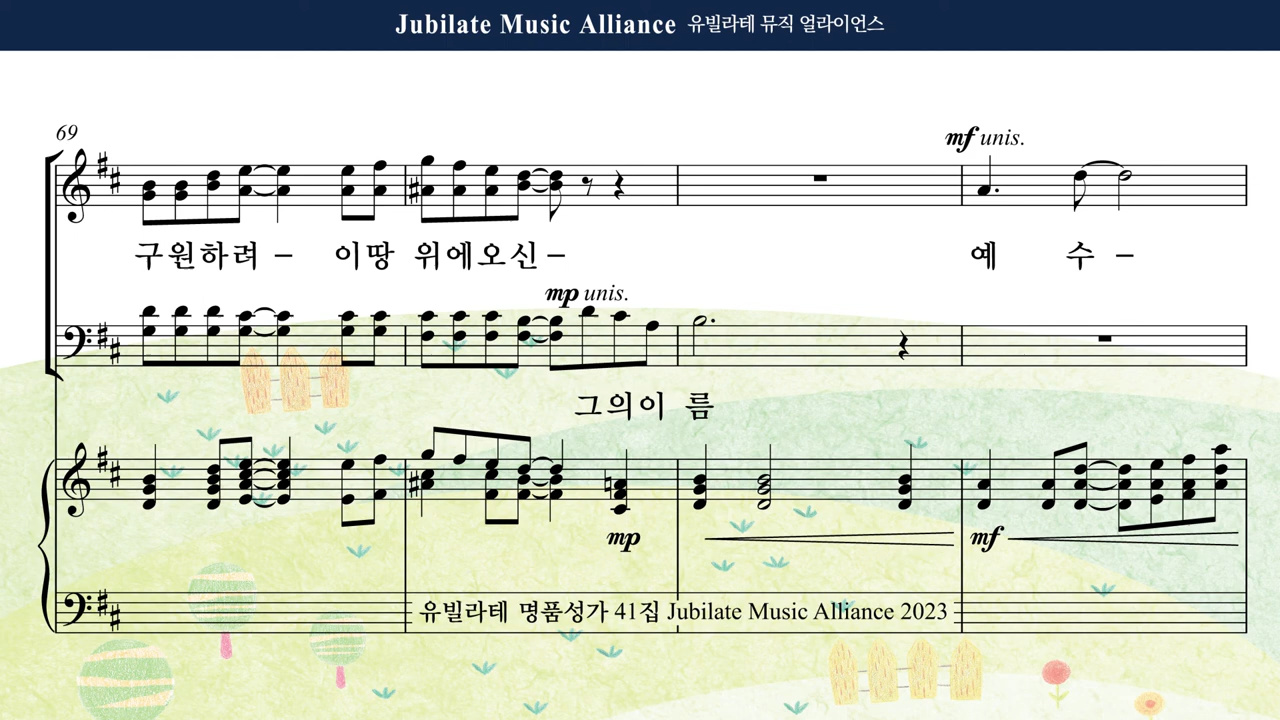 Jubilate Music Alliance 유빌라테 뮤직 얼라이언스
69
mf unis.
구원하려 – 이땅 위에오신 – 예 수 –
mp unis.
그의이 름
mp
mf
유빌라테 명품성가 41집 Jubilate Music Alliance 2023